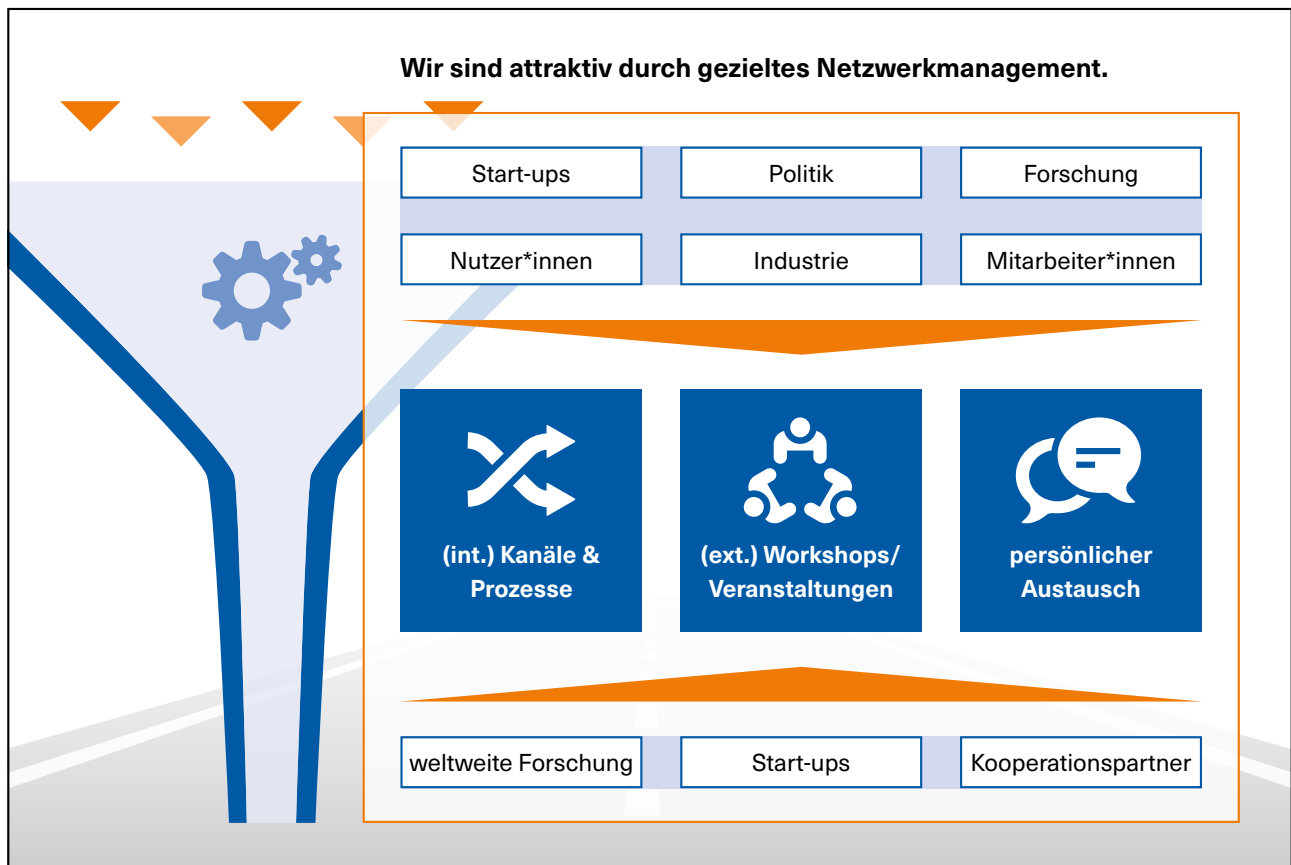 Wir sind attraktiv durch gezieltes Netzwerkmanagement.
Start-ups
Politik
Forschung
Nutzer*innen
Industrie
Mitarbeiter*innen
(int.) Kanäle &
Prozesse
(ext.) Workshops/
Veranstaltungen
persönlicher
Austausch
weltweite Forschung
Start-ups
Kooperationspartner